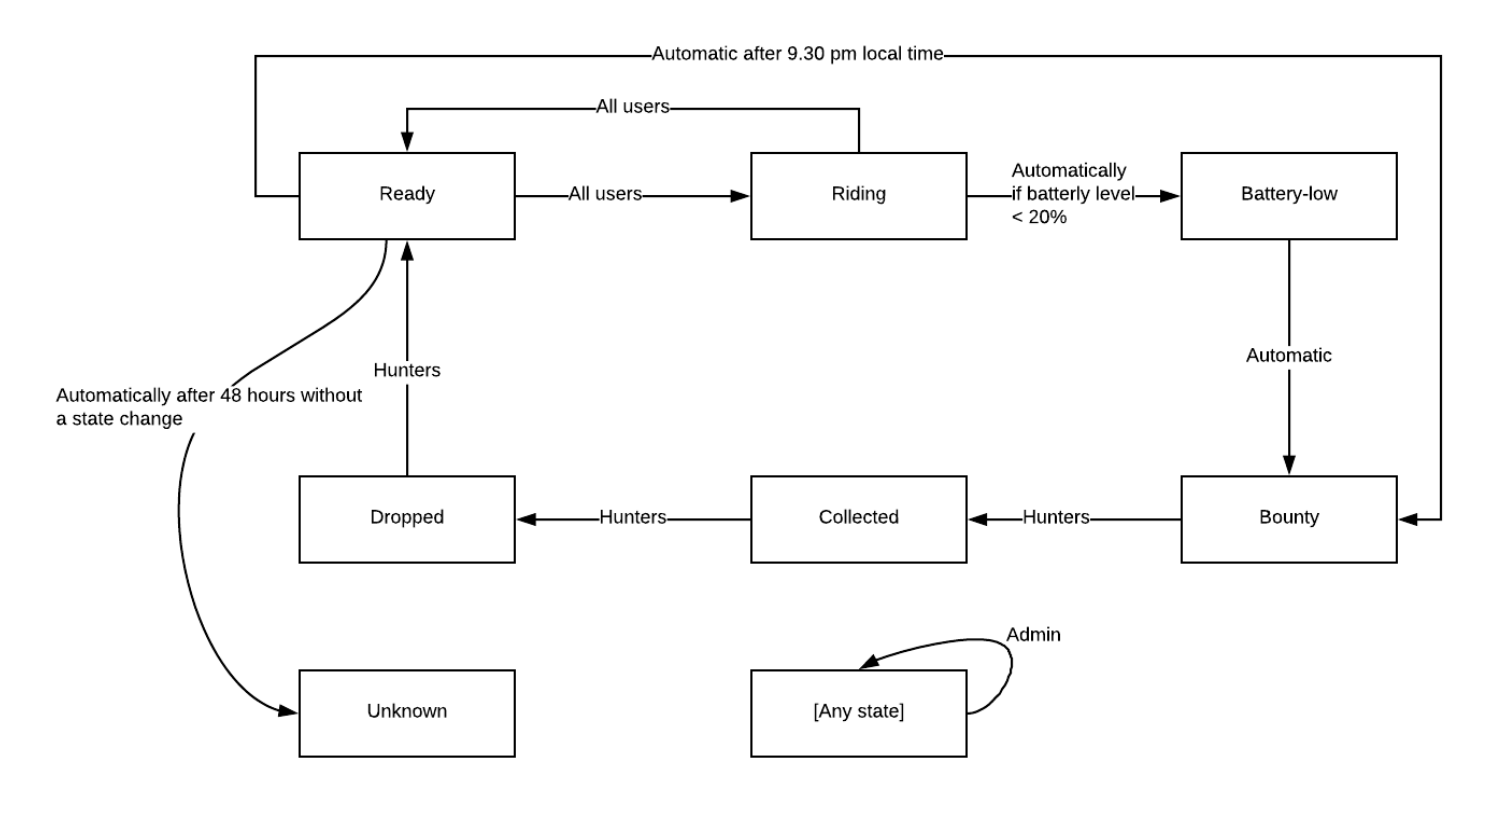 Automatic after 9.30 pm local time
All users
Ready
All users
Riding
Automatically
if batterly level
< 20%
Battery-low
Automatically after 48 hours without
a state change
Hunters
Automatic
Dropped
Hunters
Collected
Hunters
Bounty
Admin
Unknown
[Any state]